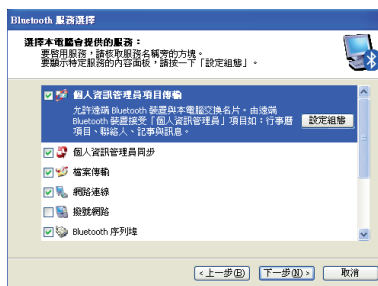 Bluetooth 服務選擇
選擇本電腦會提供的服務：
要啓用服務，請核取服務名稱旁的方塊。
要顯示特定服務的內容面板，請按一下「設定組態」。
個人資訊管理員項目傳輸
允許遠端 Bluetooth 裝置與本電腦交換名片。由遠端
Bluetooth 裝置接受「個人資訊管理員」項目如：行事曆
項目、聯絡人、記事與訊息。
設定組態
個人資訊管理員同步
檔案傳輸
網路連線
撥號網路
Bluetooth 序列埠
<上一步(B)
下一步(N)>
取消